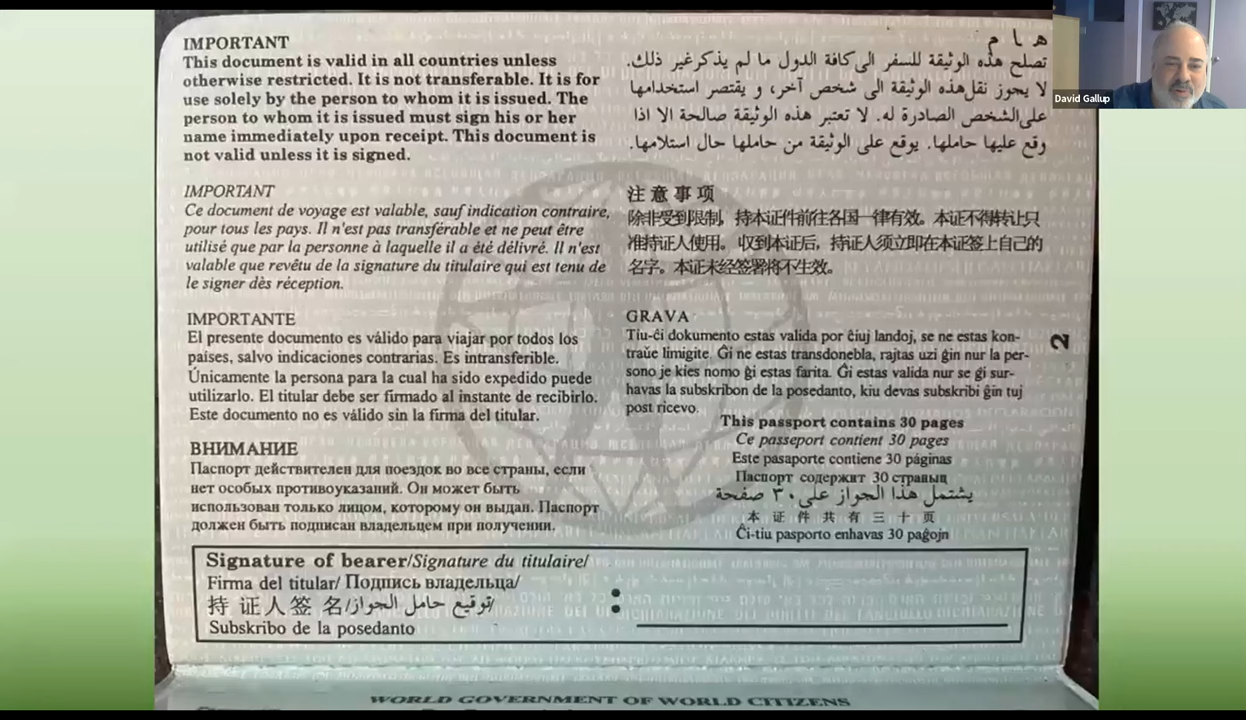 IMPORTANT
This document is valid in all countries unless
otherwise restricted. It is not transferable. It is for
use solely by the person to whom it is issued. The
person to whom it is issued must sign his or her
name immediately upon receipt. This document is
not valid unless it is signed.
IMPORTANT
Ce document de voyage est valable, sauf indication contraire,
pour tous les pays. Il n'est pas transférable et ne peut être
utilisé que par la personne à laquelle il a été délivré. Il n'est
valable que revêtu de la signature du titulaire qui est tenu de
le signer dès réception.
IMPORTANTE
El presente documento es válido para viajar por todos los
países, salvo indicaciones contrarias. Es intransferible.
Únicamente la persona para la cual ha sido expedido puede
utilizarlo. El titular debe ser firmado al instante de recibirlo.
Este documento no es válido sin la firma del titular.
ВНИМАНИЕ
Паспорт действителен для поездок во все страны, если
нет особых противоуказаний. Он может быть
использован только лицом, которому он выдан. Паспорт
должен быть подписан владельцем при получении.
هـا م
تصلح هذه الوثيقة للسفر الى كافة الدول ما لم يذكر غير ذلك.
لا يجوز نقل هذه الوثيقة الى شخص آخر، و يقتصر استخدامها
على الشخص الصادرة له. لا تعتبر هذه الوثيقة صالحة الا اذا
وقع عليها حاملها. يوقع على الوثيقة من حاملها حال استلامها.
David Gallup
注意事项
除非受到限制，持本证件前往各国一律有效。本证不得转让只
准持证人使用。收到本证后，持证人须立即在本证签上自己的
名字。本证未经签署将不生效。
GRAVA
Tiu-ĉi dokumento estas valida por ĉiuj landoj, se ne estas kon-
traŭe limigite. Ĝi ne estas transdonebla, rajtas uzi ĝin nur la per-
sono je kies nomo ĝi estas farita. Ĝi estas valida nur se ĝi sur-
havas la subskribon de la posedanto, kiu devas subskribi ĝin tuj
post ricevo.
2
This passport contains 30 pages
Ce passeport contient 30 pages
Este pasaporte contiene 30 páginas
Паспорт содержит 30 страниц
يشتمل هذا الجواز على ٣٠ صفحة
本证件共有三十页
Ĉi-tiu pasporto enhavas 30 paĝojn
Signature of bearer/Signature du titulaire/
Firma del titular/ Подпись владельца/
持证人签名/توقيع حامل الجواز/
Subskribo de la posedanto
:
WORLD GOVERNMENT OF WORLD CITIZENS